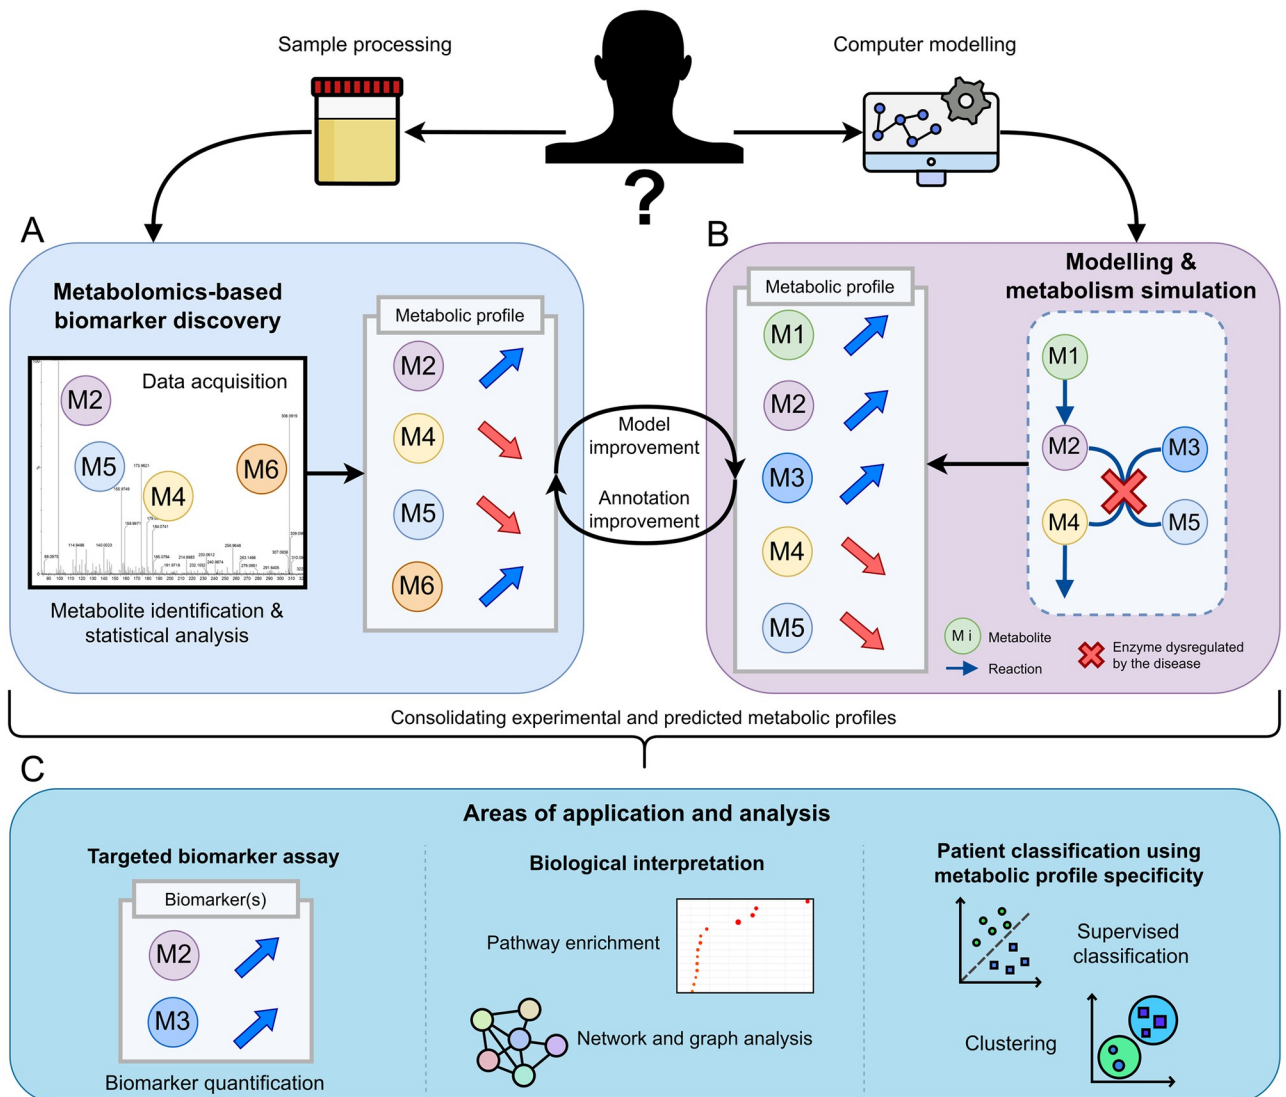 Sample processing
Computer modelling
?
A
B
Metabolomics-based
biomarker discovery
Data acquisition
M2
M5
M4
M6
Metabolite identification &
statistical analysis
Metabolic profile
M2
M4
M5
M6
Model
improvement
Annotation
improvement
Metabolic profile
M1
M2
M3
M4
M5
Modelling &
metabolism simulation
M1
M2
M3
M4
M5
M i
Metabolite
Reaction
Enzyme dysregulated
by the disease
Consolidating experimental and predicted metabolic profiles
C
Areas of application and analysis
Targeted biomarker assay
Biomarker(s)
M2
M3
Biomarker quantification
Biological interpretation
Pathway enrichment
Network and graph analysis
Patient classification using
metabolic profile specificity
Supervised
classification
Clustering